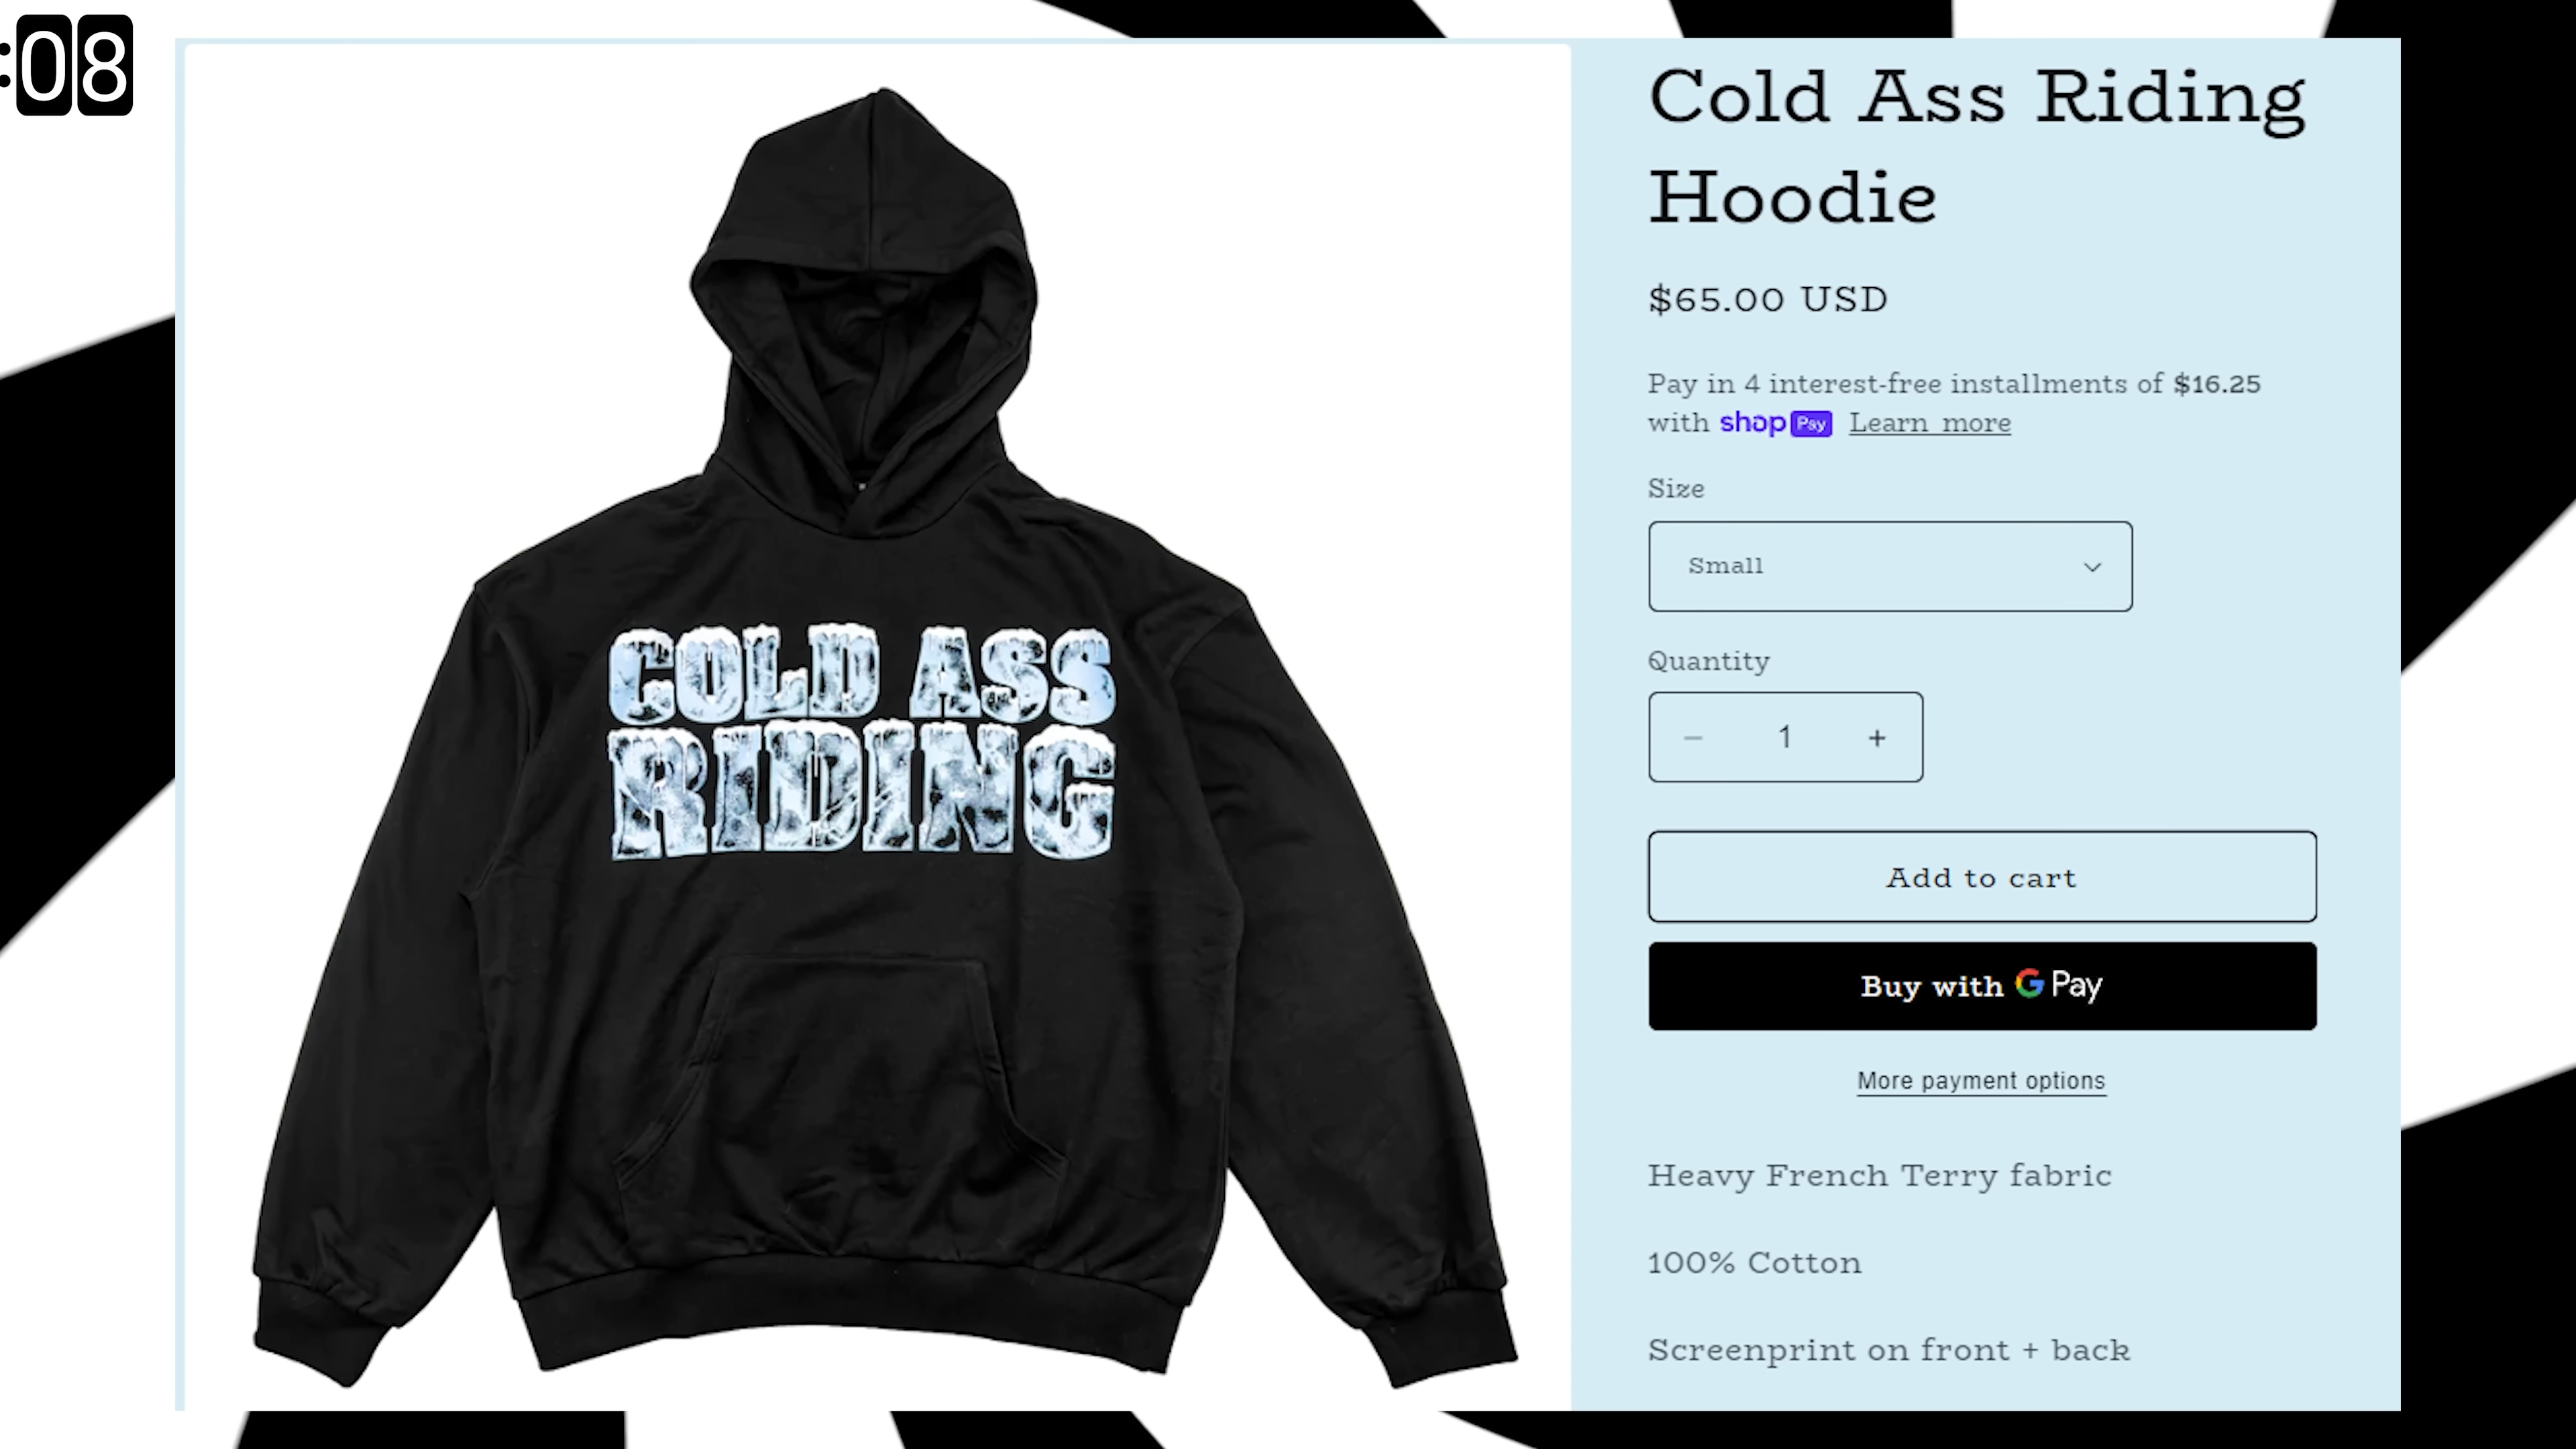 :08
Cold Ass Riding
Hoodie
$65.00 USD
Pay in 4 interest-free installments of $16.25
with shop Pay Learn more
Size
Small
Quantity
− 1 +
Add to cart
Buy with G Pay
More payment options
Heavy French Terry fabric
100% Cotton
Screenprint on front + back
COLD ASS
RIDING